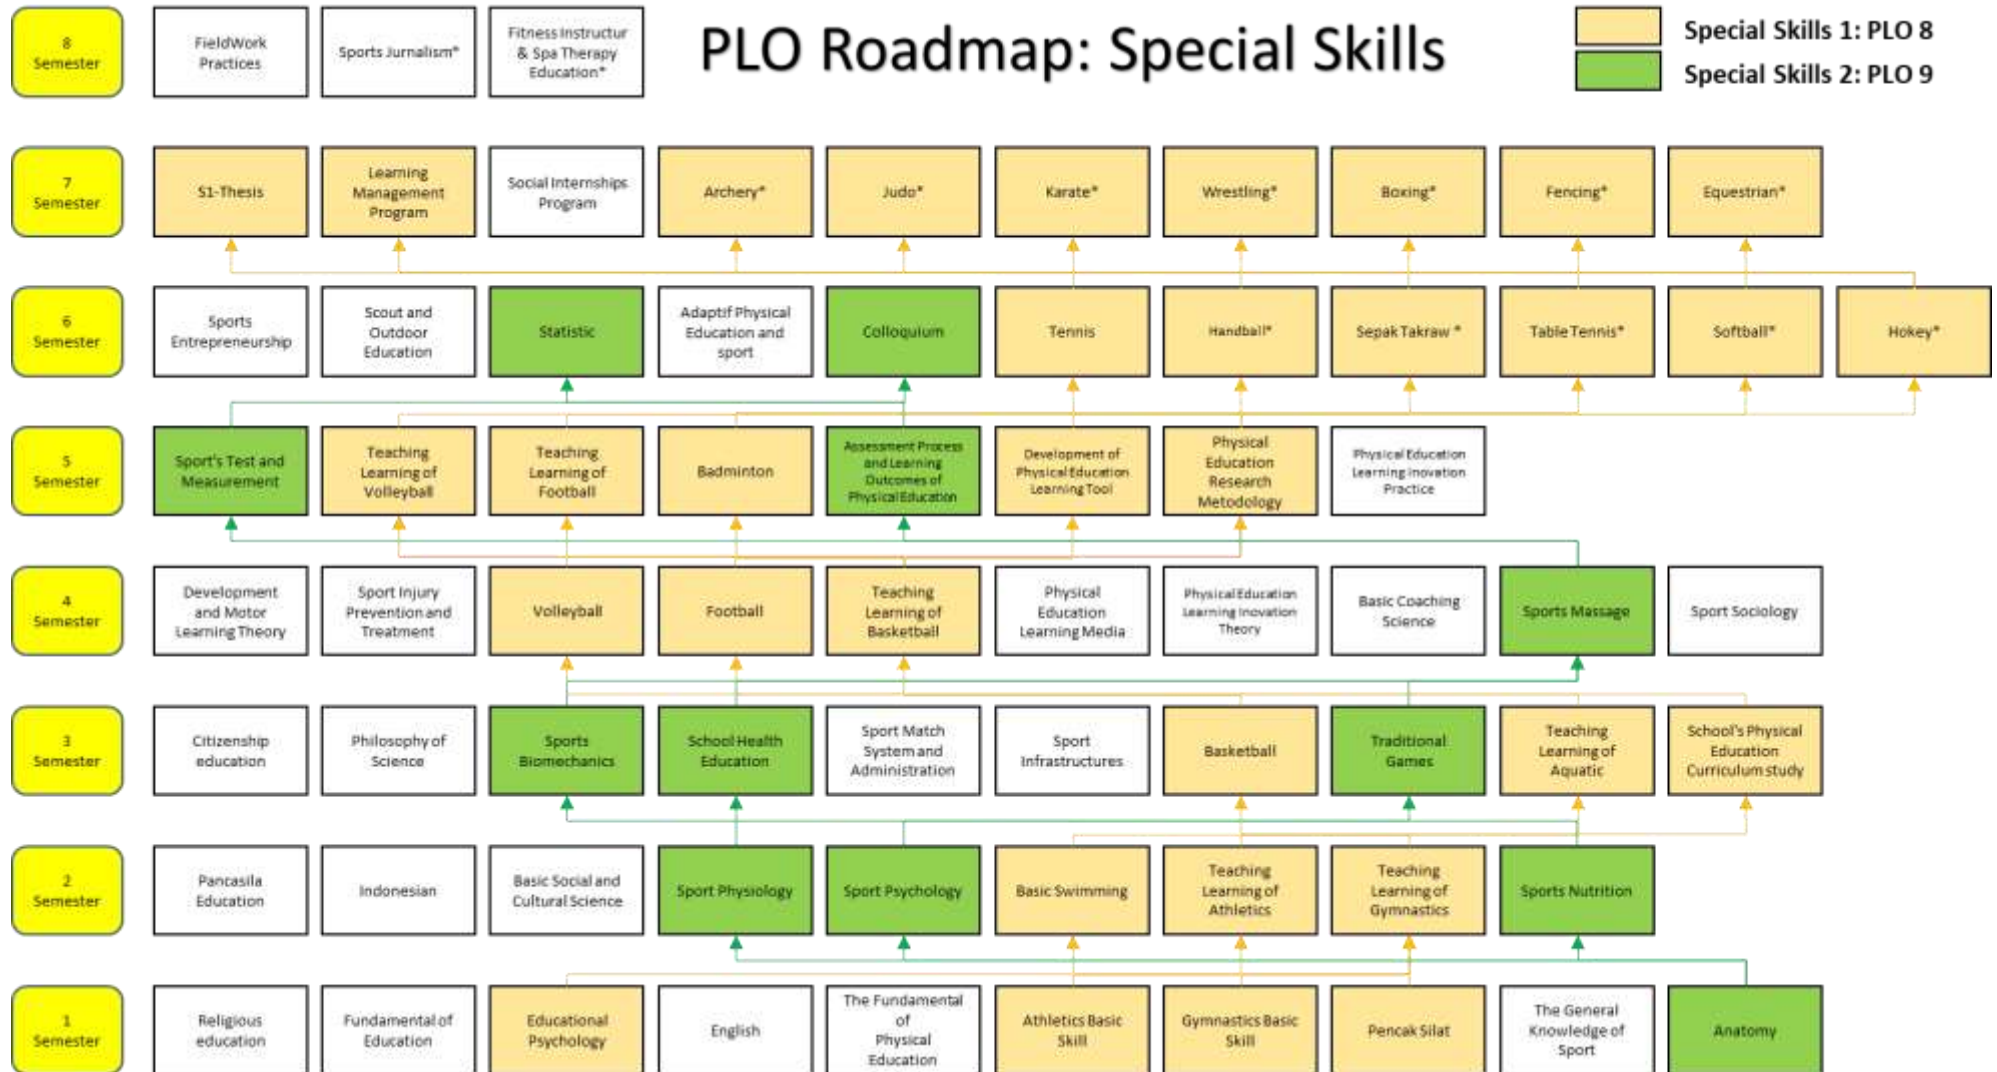 PLO Roadmap: Special Skills
Special Skills 1: PLO 8
Special Skills 2: PLO 9
8
Semester
FieldWork
Practices
Sports Jurnalism*
Fitness Instructur
& Spa Therapy
Education*
7
Semester
S1-Thesis
Learning
Management
Program
Social Internships
Program
Archery*
Judo*
Karate*
Wrestling*
Boxing*
Fencing*
Equestrian*
6
Semester
Sports
Entrepreneurship
Scout and
Outdoor
Education
Statistic
Adaptif Physical
Education and
sport
Colloquium
Tennis
Handball*
Sepak Takraw *
Table Tennis*
Softball*
Hokey*
5
Semester
Sport's Test and
Measurement
Teaching
Learning of
Volleyball
Teaching
Learning of
Football
Badminton
Assessment Process
and Learning
Outcomes of
Physical Education
Development of
Physical Education
Learning Tool
Physical
Education
Research
Metodology
Physical Education
Learning Inovation
Practice
4
Semester
Development
and Motor
Learning Theory
Sport Injury
Prevention and
Treatment
Volleyball
Football
Teaching
Learning of
Basketball
Physical
Education
Learning Media
Physical Education
Learning Inovation
Theory
Basic Coaching
Science
Sports Massage
Sport Sociology
3
Semester
Citizenship
education
Philosophy of
Science
Sports
Biomechanics
School Health
Education
Sport Match
System and
Administration
Sport
Infrastructures
Basketball
Traditional
Games
Teaching
Learning of
Aquatic
School's Physical
Education
Curriculum study
2
Semester
Pancasila
Education
Indonesian
Basic Social and
Cultural Science
Sport Physiology
Sport Psychology
Basic Swimming
Teaching
Learning of
Athletics
Teaching
Learning of
Gymnastics
Sports Nutrition
1
Semester
Religious
education
Fundamental of
Education
Educational
Psychology
English
The Fundamental
of
Physical
Education
Athletics Basic
Skill
Gymnastics Basic
Skill
Pencak Silat
The General
Knowledge of
Sport
Anatomy